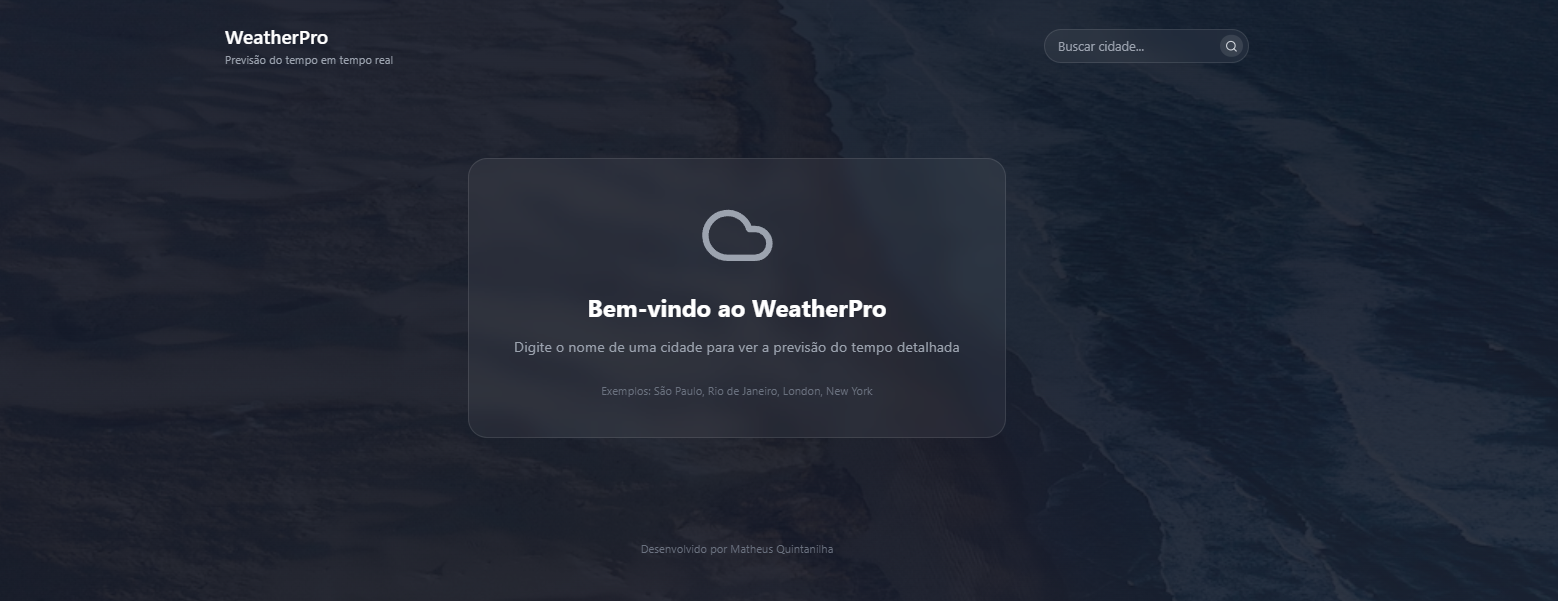 WeatherPro
Previsão do tempo em tempo real
Buscar cidade...
Bem-vindo ao WeatherPro
Digite o nome de uma cidade para ver a previsão do tempo detalhada
Exemplos: São Paulo, Rio de Janeiro, London, New York
Desenvolvido por Matheus Quintanilha